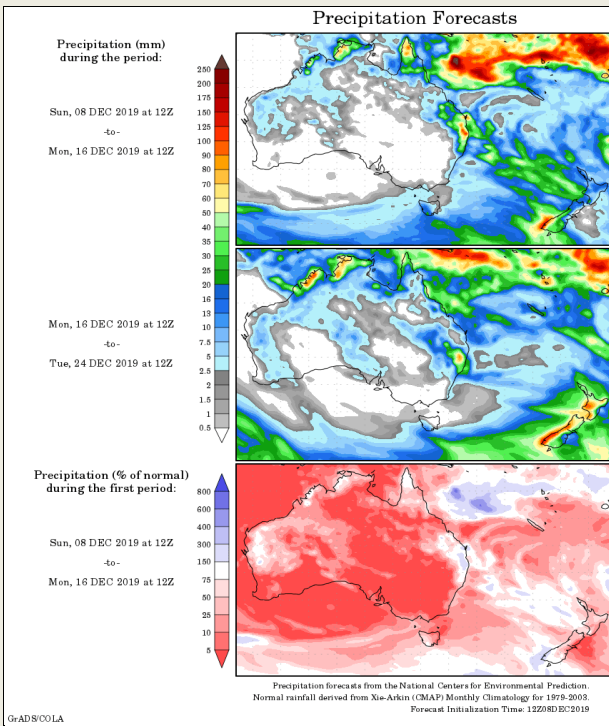 Precipitation Forecasts
Precipitation (mm)
during the period:
Sun, 08 DEC 2019 at 12Z
-to-
Mon, 16 DEC 2019 at 12Z
250
200
175
150
125
100
90
80
70
60
50
40
35
30
25
20
16
13
10
7.5
5
2.5
2
1.5
1
0.5
Mon, 16 DEC 2019 at 12Z
-to-
Tue, 24 DEC 2019 at 12Z
Precipitation (% of normal)
during the first period:
Sun, 08 DEC 2019 at 12Z
-to-
Mon, 16 DEC 2019 at 12Z
800
600
400
300
150
75
50
25
10
5
Precipitation forecasts from the National Centers for Environmental Prediction.
Normal rainfall derived from Xie-Arkin (CMAP) Monthly Climatology for 1979-2003.
Forecast Initialization Time: 12Z08DEC2019
GrADS/COLA